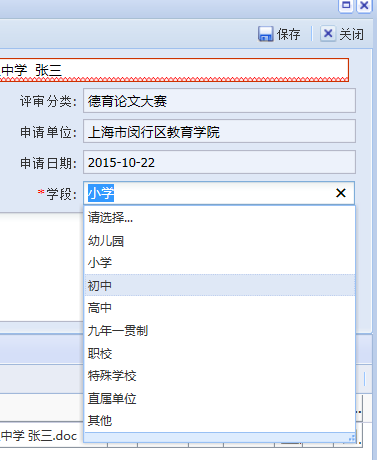 保存 关闭
中学 张三
评审分类: 德育论文大赛
申请单位: 上海市闵行区教育学院
申请日期: 2015-10-22
*学段: 小学
请选择...
幼儿园
小学
初中
高中
九年一贯制
职校
特殊学校
直属单位
其他
中学 张三.doc